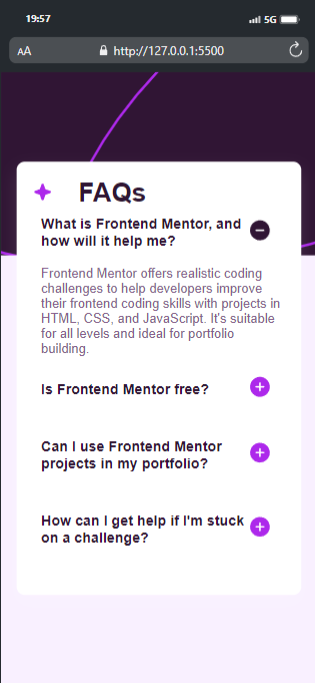 19:57
5G
AA
http://127.0.0.1:5500
FAQs
What is Frontend Mentor, and
how will it help me?
Frontend Mentor offers realistic coding
challenges to help developers improve
their frontend coding skills with projects in
HTML, CSS, and JavaScript. It's suitable
for all levels and ideal for portfolio
building.
Is Frontend Mentor free?
Can I use Frontend Mentor
projects in my portfolio?
How can I get help if I'm stuck
on a challenge?